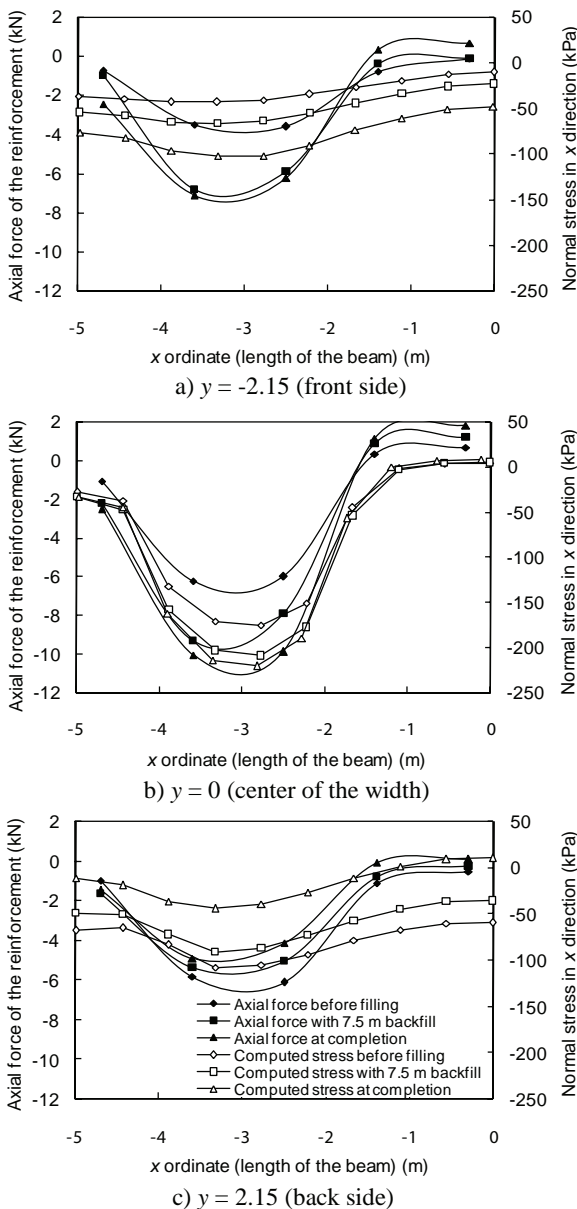 Axial force of the reinforcement (kN)
2
0
-2
-4
-6
-8
-10
-12
50
0
-50
-100
-150
-200
-250
Normal stress in x direction (kPa)
-5 -4 -3 -2 -1 0
x ordinate (length of the beam) (m)
a) y = -2.15 (front side)
Axial force of the reinforcement (kN)
2
0
-2
-4
-6
-8
-10
-12
50
0
-50
-100
-150
-200
-250
Normal stress in x direction (kPa)
-5 -4 -3 -2 -1 0
x ordinate (length of the beam) (m)
b) y = 0 (center of the width)
Axial force of the reinforcement (kN)
2
0
-2
-4
-6
-8
-10
-12
50
0
-50
-100
-150
-200
-250
Normal stress in x direction (kPa)
Axial force before filling
Axial force with 7.5 m backfill
Axial force at completion
Computed stress before filling
Computed stress with 7.5 m backfill
Computed stress at completion
-5 -4 -3 -2 -1 0
x ordinate (length of the beam) (m)
c) y = 2.15 (back side)